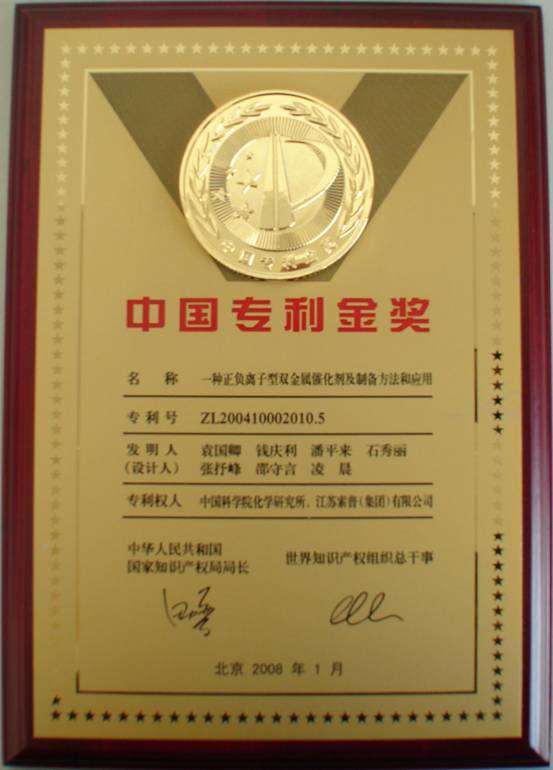 中国专利金奖
中国专利金奖
名 称 一种正负离子型双金属催化剂及制备方法和应用
专利号 ZL200410002010.5
发明人 袁国卿 钱庆利 潘平来 石秀丽
(设计人) 张抒峰 邵守言 凌晨
专利权人 中国科学院化学研究所、江苏索普(集团)有限公司
中华人民共和国 世界知识产权组织总干事
国家知识产权局局长
北京 2008 年 1 月